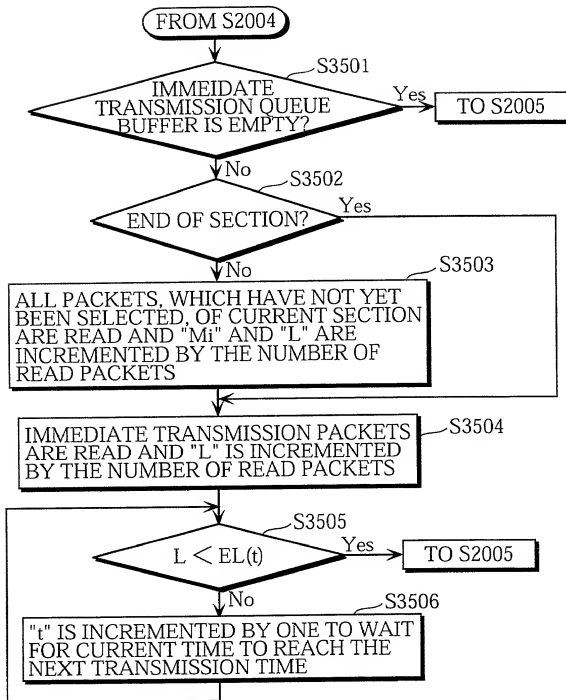 FROM S2004
S3501
IMMEIDATE
TRANSMISSION QUEUE
BUFFER IS EMPTY?
Yes
TO S2005
No
S3502
END OF SECTION?
Yes
No
S3503
ALL PACKETS, WHICH HAVE NOT YET
BEEN SELECTED, OF CURRENT SECTION
ARE READ AND "Mi" AND "L" ARE
INCREMENTED BY THE NUMBER OF
READ PACKETS
IMMEDIATE TRANSMISSION PACKETS
ARE READ AND "L" IS INCREMENTED
BY THE NUMBER OF READ PACKETS
S3504
S3505
L < EL(t)
Yes
TO S2005
No
S3506
"t" IS INCREMENTED BY ONE TO WAIT
FOR CURRENT TIME TO REACH THE
NEXT TRANSMISSION TIME